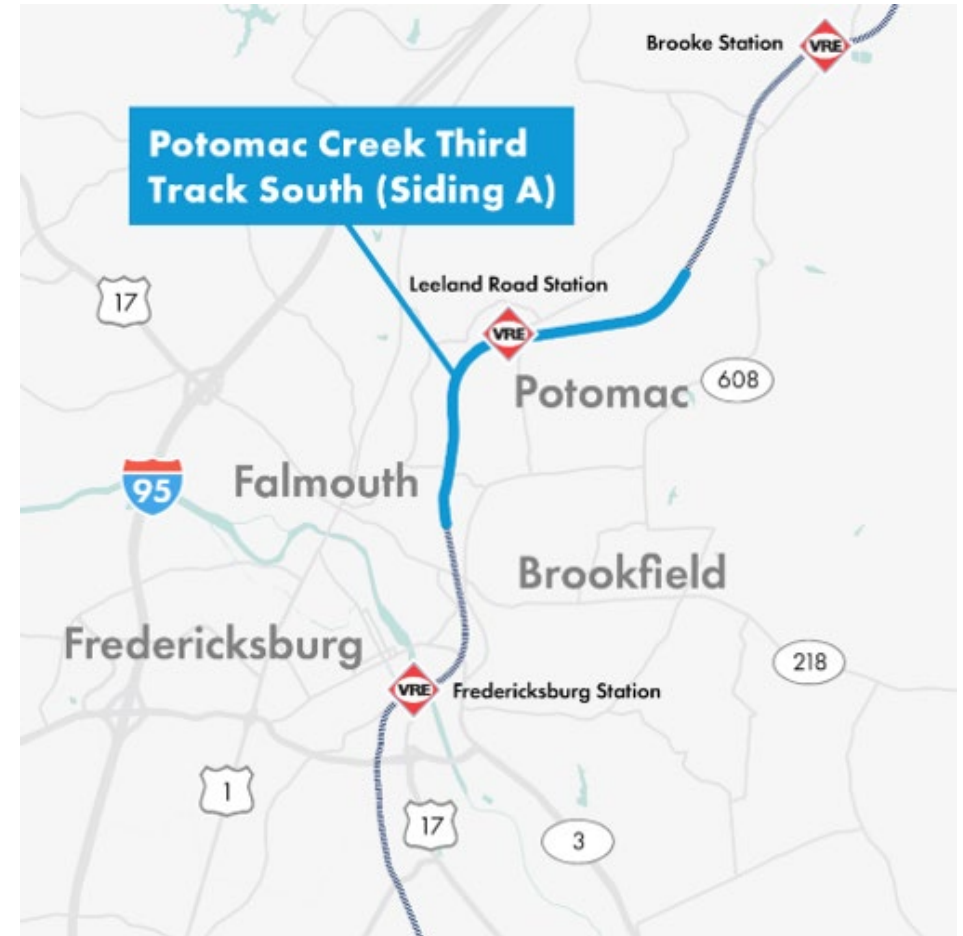 Brooke Station
VRE
Potomac Creek Third
Track South (Siding A)
Leeland Road Station
17
VRE
608
Potomac
Falmouth
95
Brookfield
Fredericksburg
218
VRE
Fredericksburg Station
1
17
3